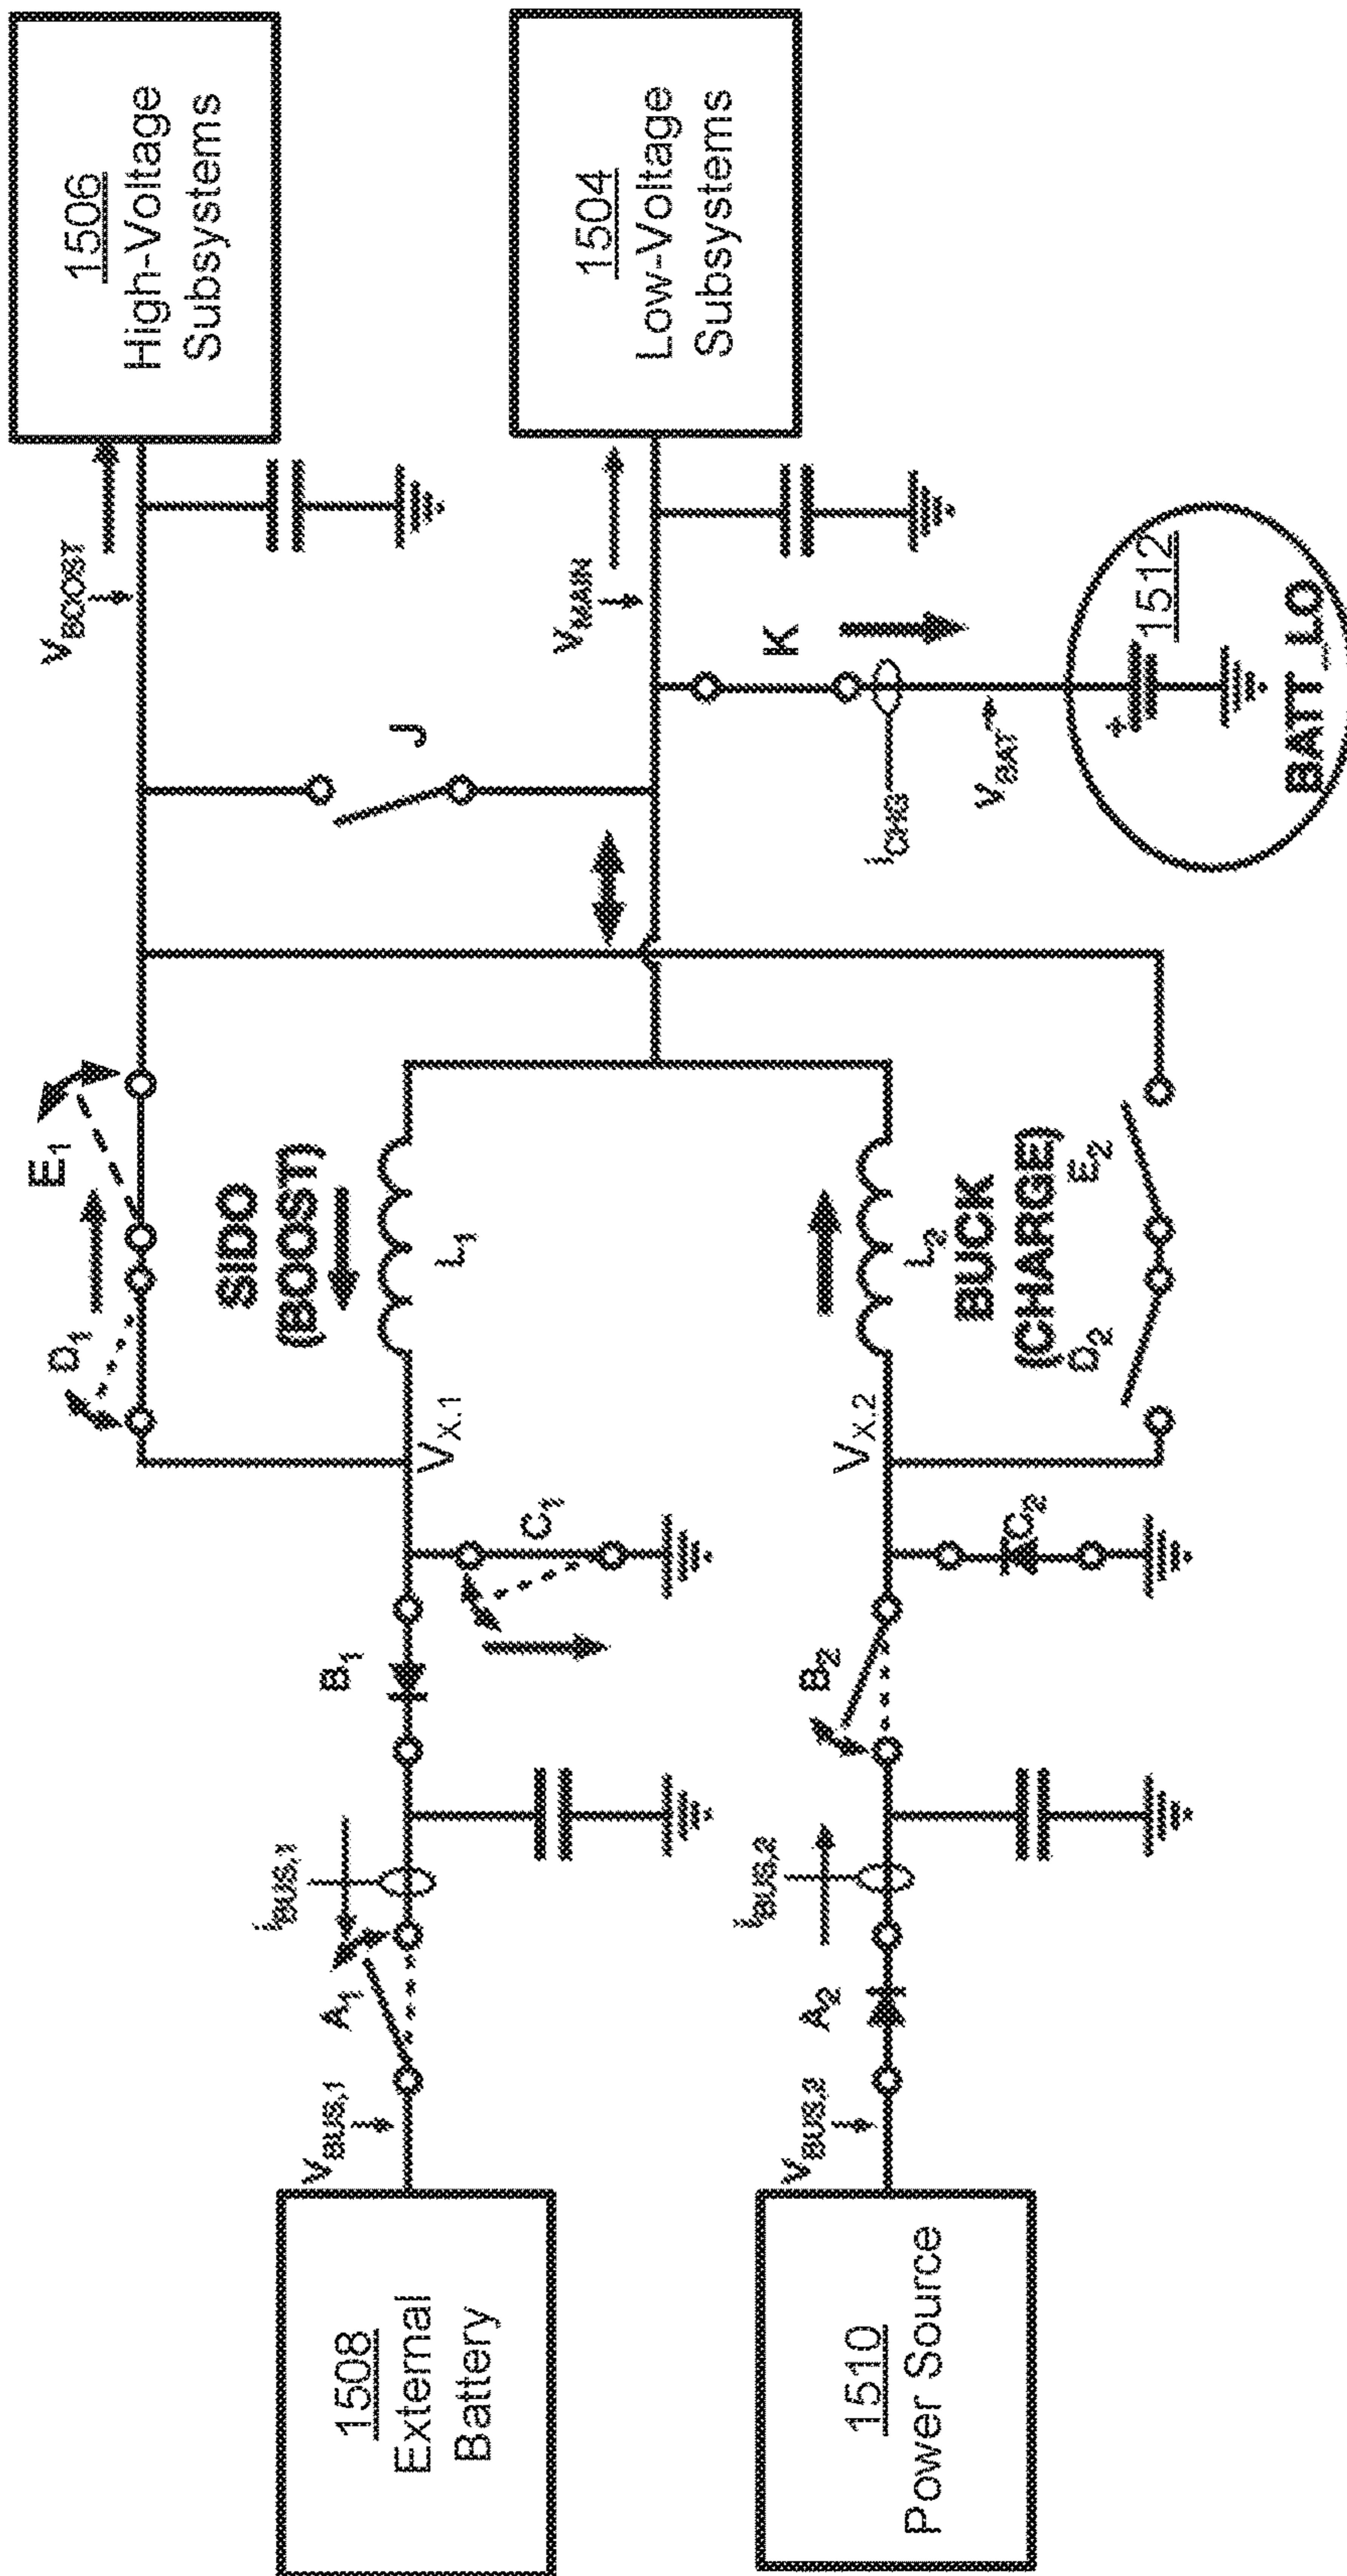 1506
High-Voltage
Subsystems
1504
Low-Voltage
Subsystems
V_BOOST
V_MAIN
K
J
i_CHG
V_BAT
1512
BATT_LO
E₁
D₁
SIDO
(BOOST)
L₁
V_X.1
L₂
BUCK
(CHARGE)
E₂
D₂
V_X.2
C₁
C₂
B₁
B₂
i_BUS,1
i_BUS,2
A₁
A₂
V_BUS,1
V_BUS,2
1508
External
Battery
1510
Power Source